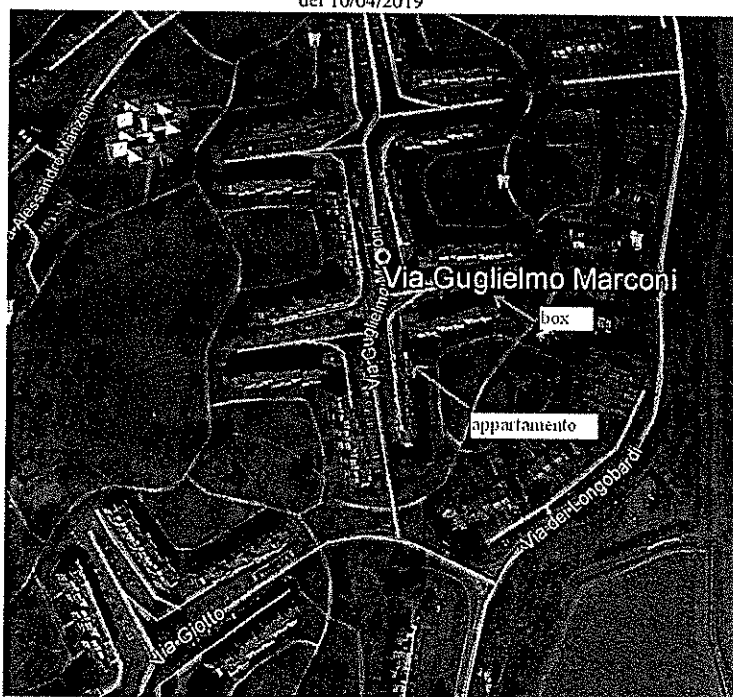 del 10/04/2019
Alessandro Manzoni
Via Guglielmo Marconi
Via Guglielmo Marconi
box
appartamento
Via dei Longobardi
Via Giotto